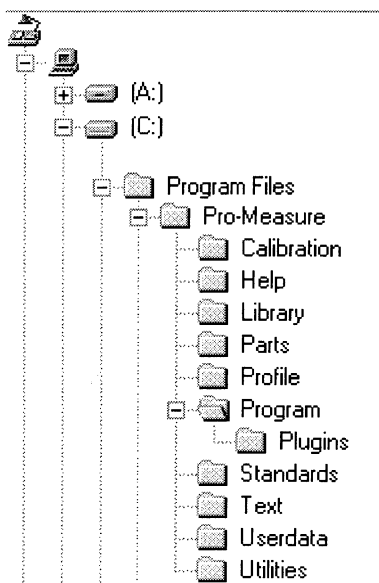 (A:)
(C:)
Program Files
Pro-Measure
Calibration
Help
Library
Parts
Profile
Program
Plugins
Standards
Text
Userdata
Utilities